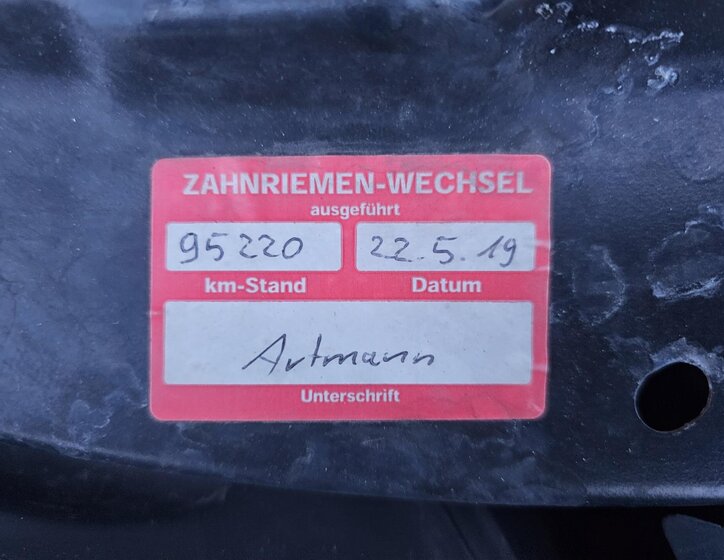 ZAHNRIEMEN-WECHSEL
ausgeführt
95220 22.5.19
km-Stand Datum
Artmann
Unterschrift